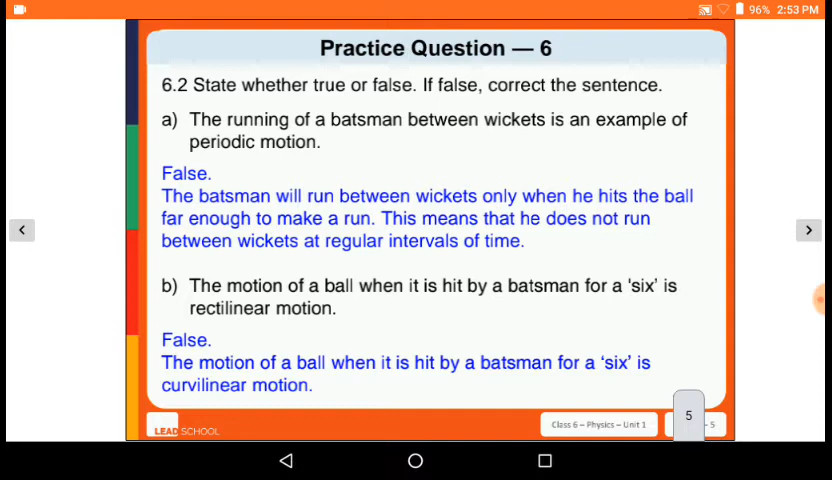 96% 2:53 PM
Practice Question — 6
6.2 State whether true or false. If false, correct the sentence.
a) The running of a batsman between wickets is an example of
periodic motion.
False.
The batsman will run between wickets only when he hits the ball
far enough to make a run. This means that he does not run
between wickets at regular intervals of time.
b) The motion of a ball when it is hit by a batsman for a ‘six’ is
rectilinear motion.
False.
The motion of a ball when it is hit by a batsman for a ‘six’ is
curvilinear motion.
LEAD SCHOOL
Class 6 – Physics – Unit 1
5
– 5